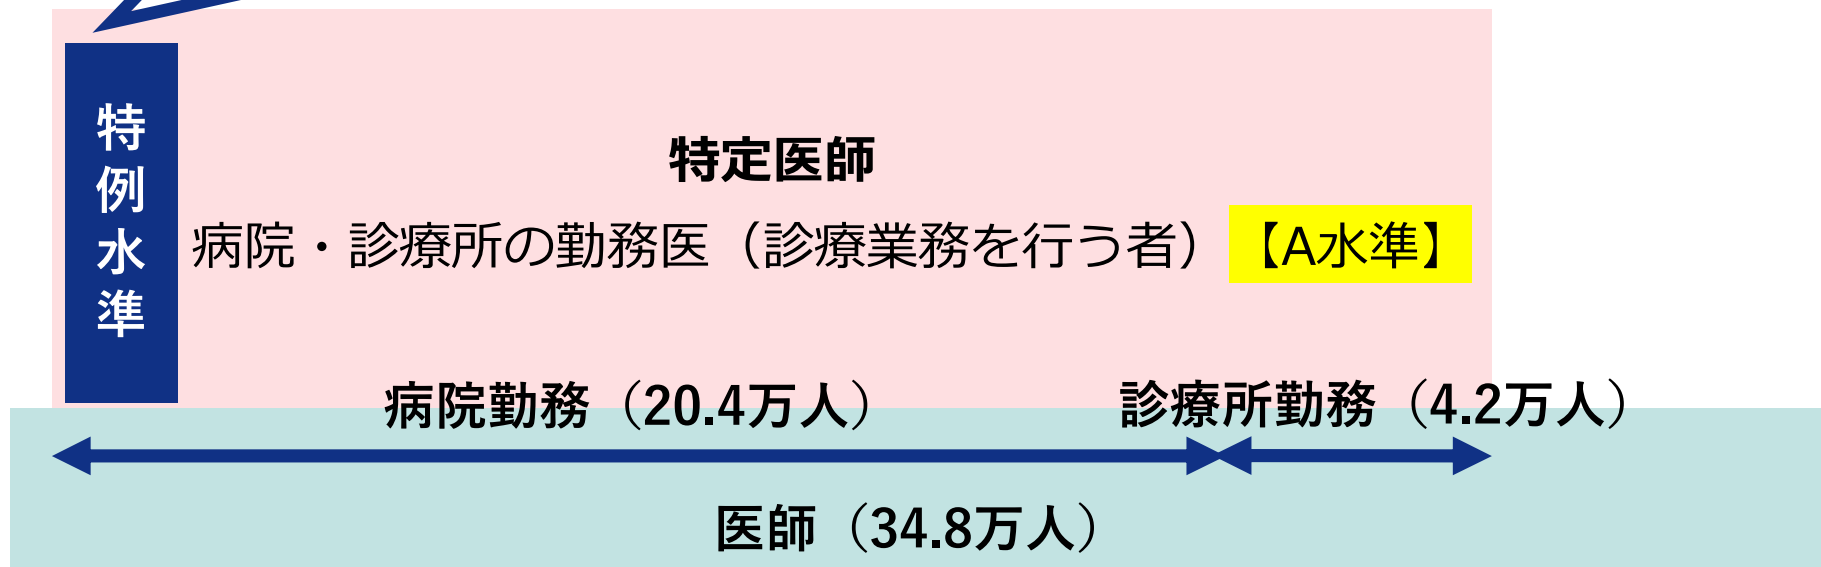 特例水準
特定医師
病院・診療所の勤務医（診療業務を行う者）【A水準】
病院勤務（20.4万人）
診療所勤務（4.2万人）
医師（34.8万人）